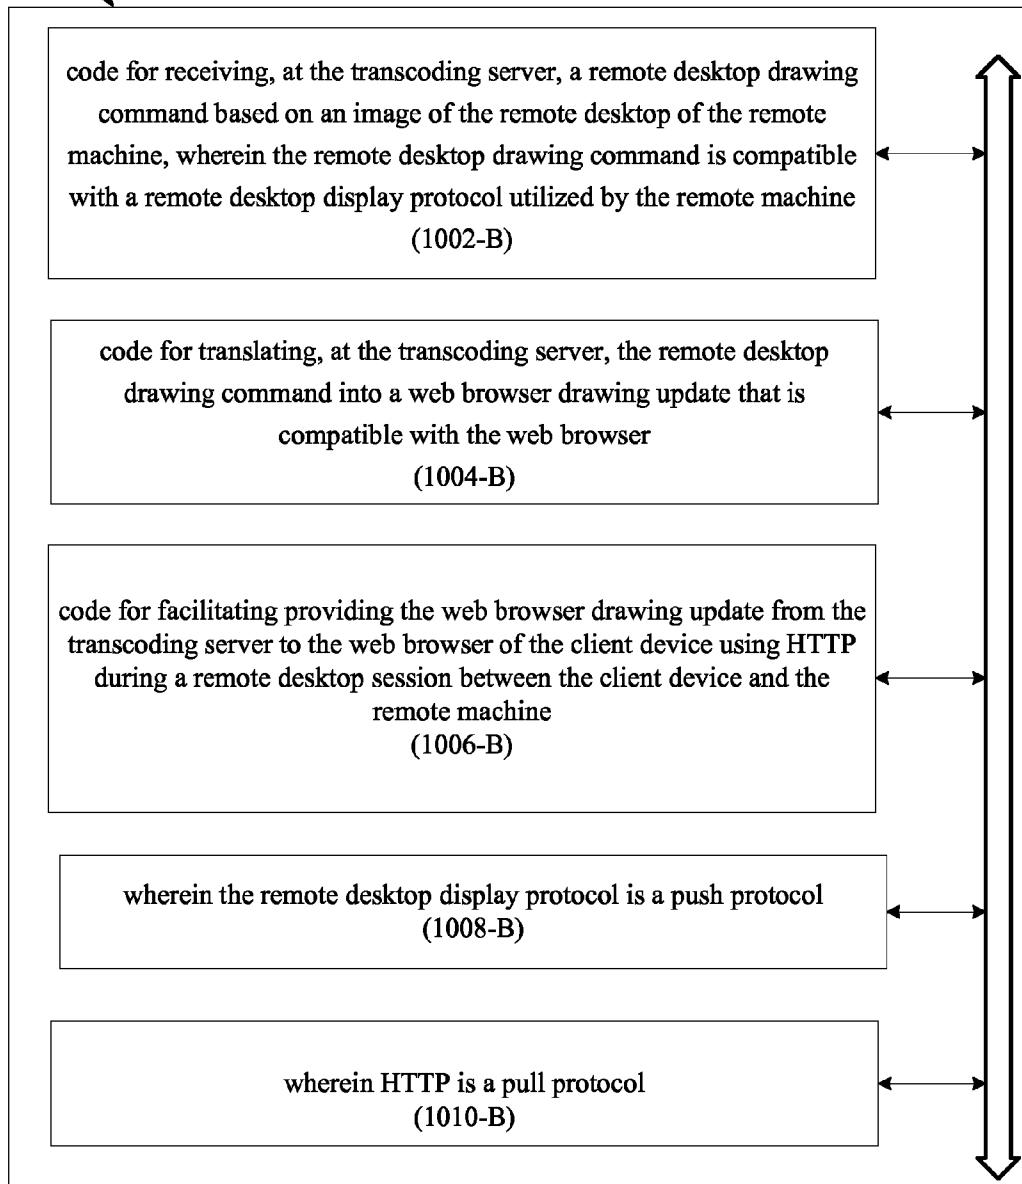 code for receiving, at the transcoding server, a remote desktop drawing
command based on an image of the remote desktop of the remote
machine, wherein the remote desktop drawing command is compatible
with a remote desktop display protocol utilized by the remote machine
(1002-B)
code for translating, at the transcoding server, the remote desktop
drawing command into a web browser drawing update that is
compatible with the web browser
(1004-B)
code for facilitating providing the web browser drawing update from the
transcoding server to the web browser of the client device using HTTP
during a remote desktop session between the client device and the
remote machine
(1006-B)
wherein the remote desktop display protocol is a push protocol
(1008-B)
wherein HTTP is a pull protocol
(1010-B)